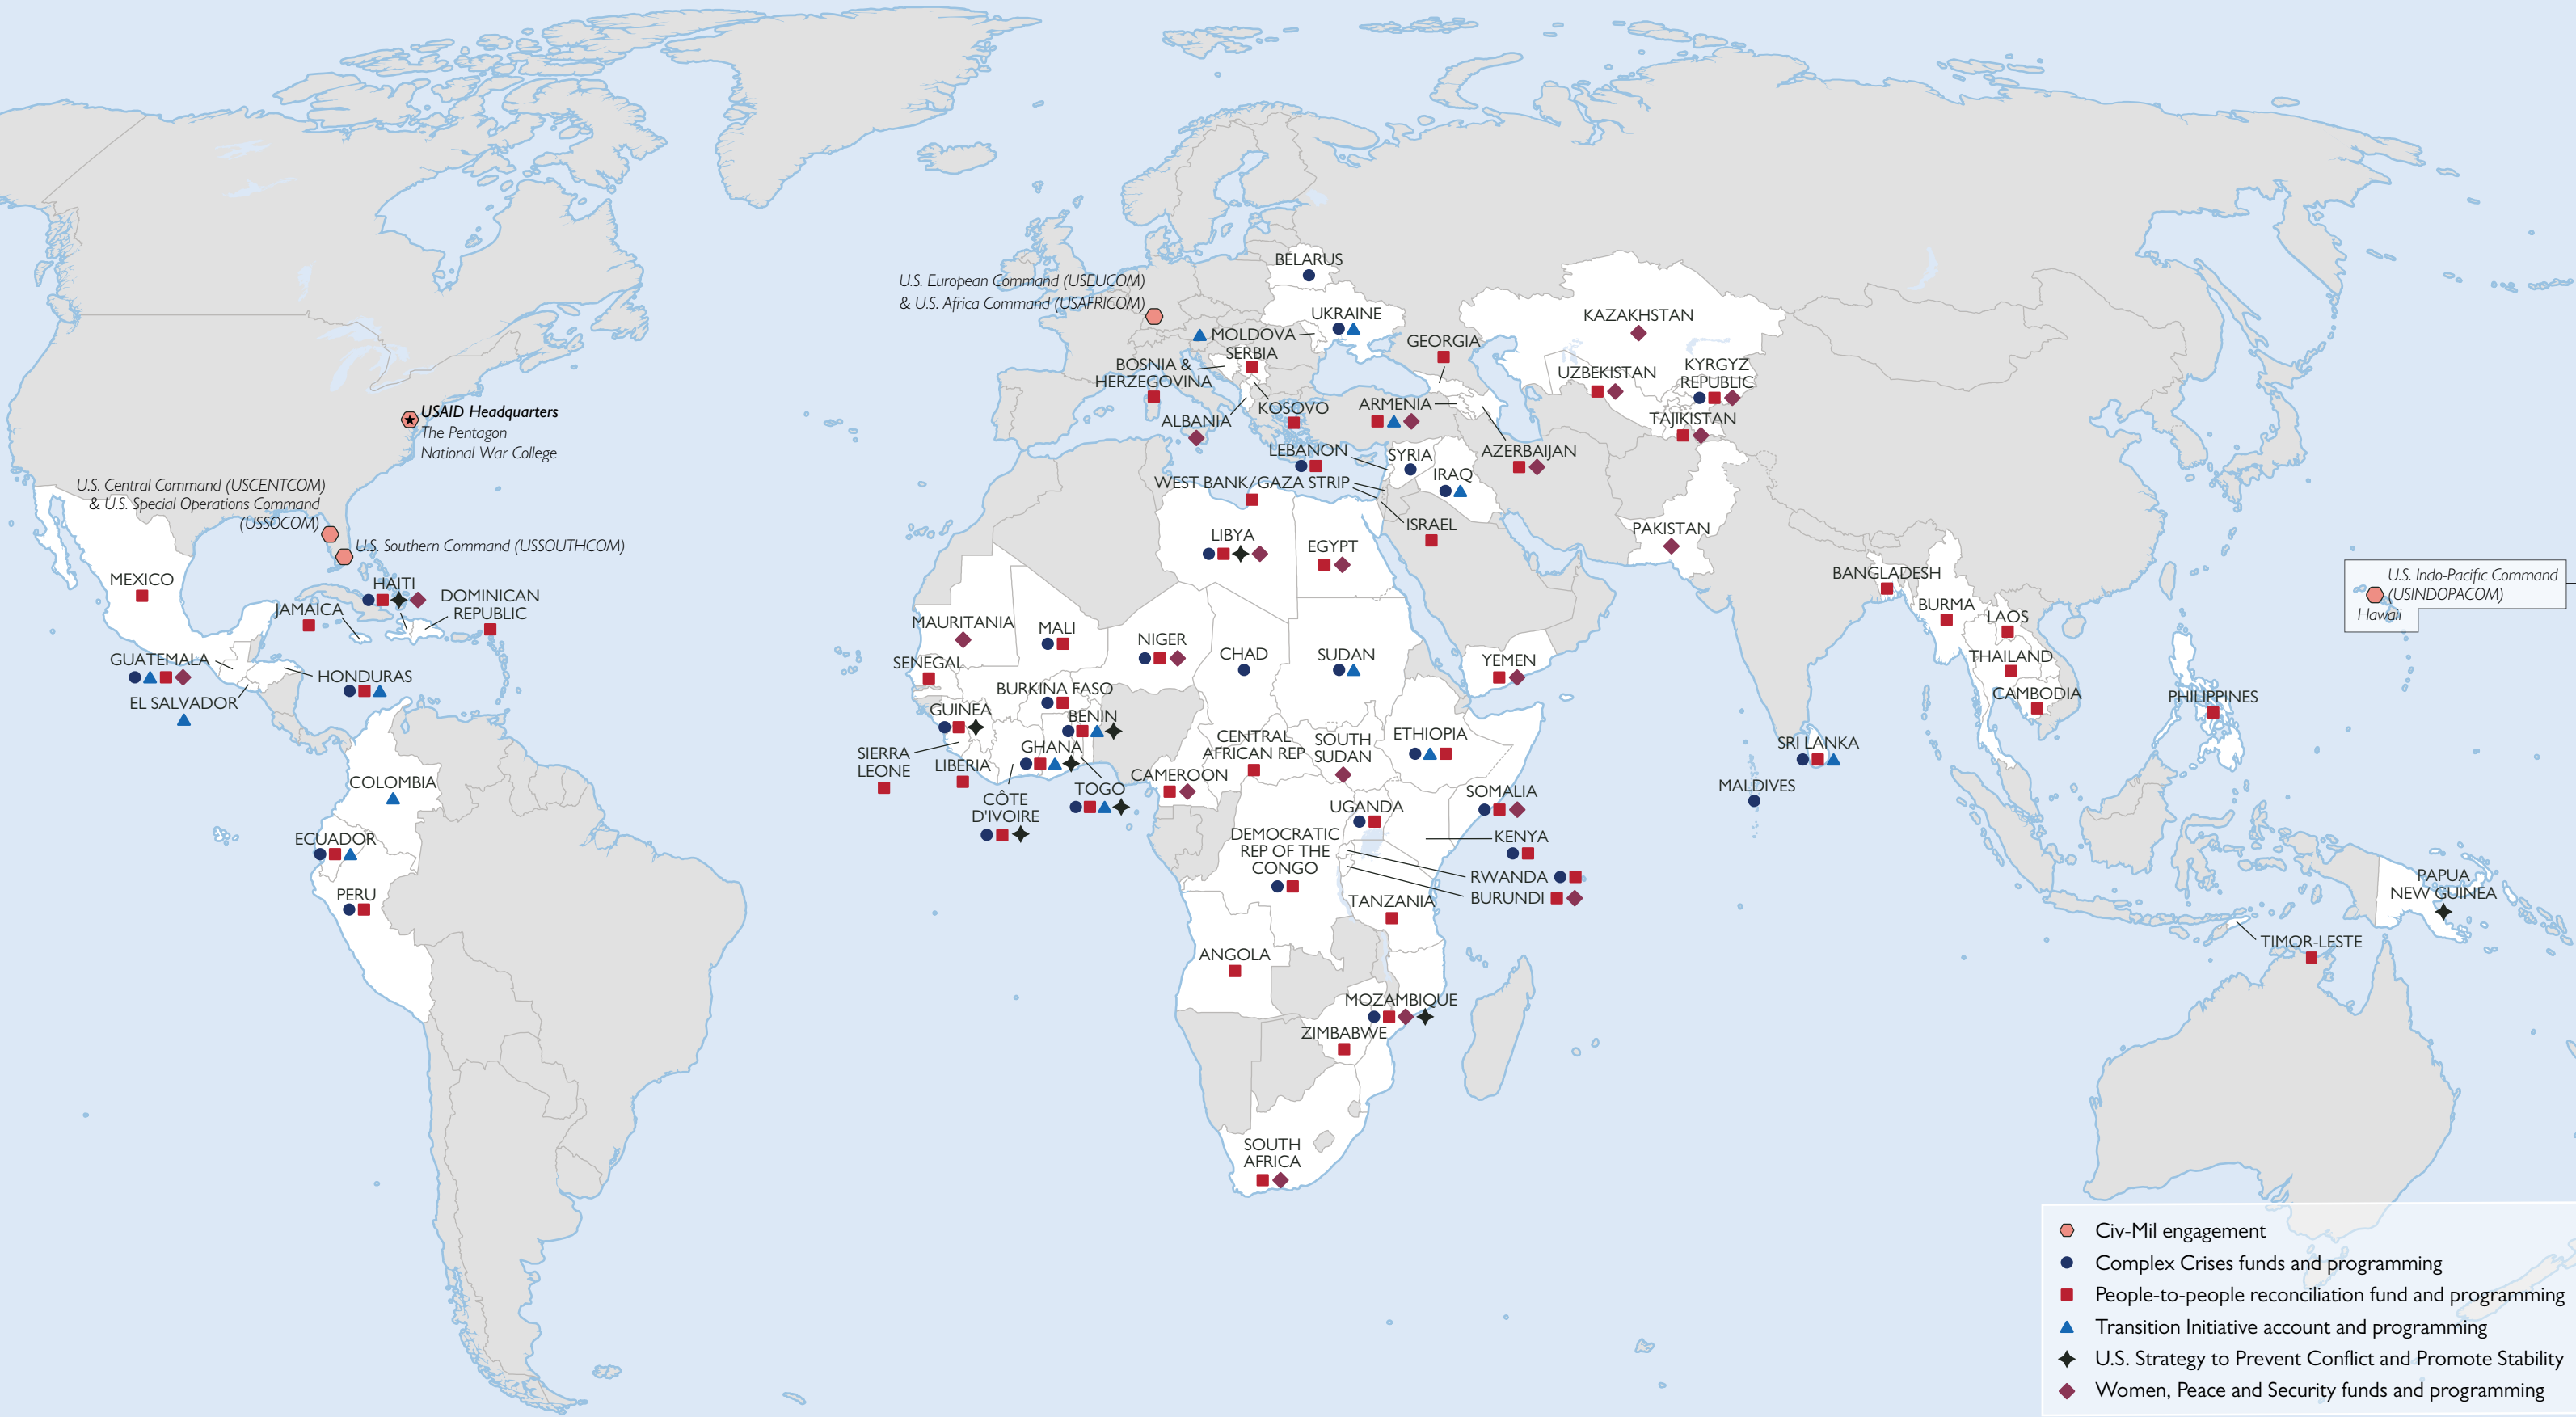 U.S. European Command (USEUCOM)
& U.S. Africa Command (USAFRICOM)
BELARUS
UKRAINE
MOLDOVA
SERBIA
BOSNIA &
HERZEGOVINA
KOSOVO
ALBANIA
GEORGIA
ARMENIA
AZERBAIJAN
KAZAKHSTAN
UZBEKISTAN
KYRGYZ
REPUBLIC
TAJIKISTAN
LEBANON
SYRIA
IRAQ
WEST BANK/GAZA STRIP
ISRAEL
PAKISTAN
USAID Headquarters
The Pentagon
National War College
U.S. Central Command (USCENTCOM)
& U.S. Special Operations Command
(USSOCOM)
U.S. Southern Command (USSOUTHCOM)
MEXICO
HAITI
JAMAICA
DOMINICAN
REPUBLIC
GUATEMALA
HONDURAS
EL SALVADOR
COLOMBIA
ECUADOR
PERU
LIBYA
EGYPT
MAURITANIA
MALI
NIGER
CHAD
SUDAN
YEMEN
SENEGAL
BURKINA FASO
GUINEA
BENIN
GHANA
SIERRA
LEONE
LIBERIA
CÔTE
D'IVOIRE
TOGO
CAMEROON
CENTRAL
AFRICAN REP
SOUTH
SUDAN
ETHIOPIA
SOMALIA
UGANDA
KENYA
DEMOCRATIC
REP OF THE
CONGO
RWANDA
BURUNDI
TANZANIA
ANGOLA
MOZAMBIQUE
ZIMBABWE
SOUTH
AFRICA
BANGLADESH
BURMA
LAOS
THAILAND
CAMBODIA
PHILIPPINES
SRI LANKA
MALDIVES
U.S. Indo-Pacific Command
(USINDOPACOM)
Hawaii
PAPUA
NEW GUINEA
TIMOR-LESTE
Civ-Mil engagement
Complex Crises funds and programming
People-to-people reconciliation fund and programming
Transition Initiative account and programming
U.S. Strategy to Prevent Conflict and Promote Stability
Women, Peace and Security funds and programming